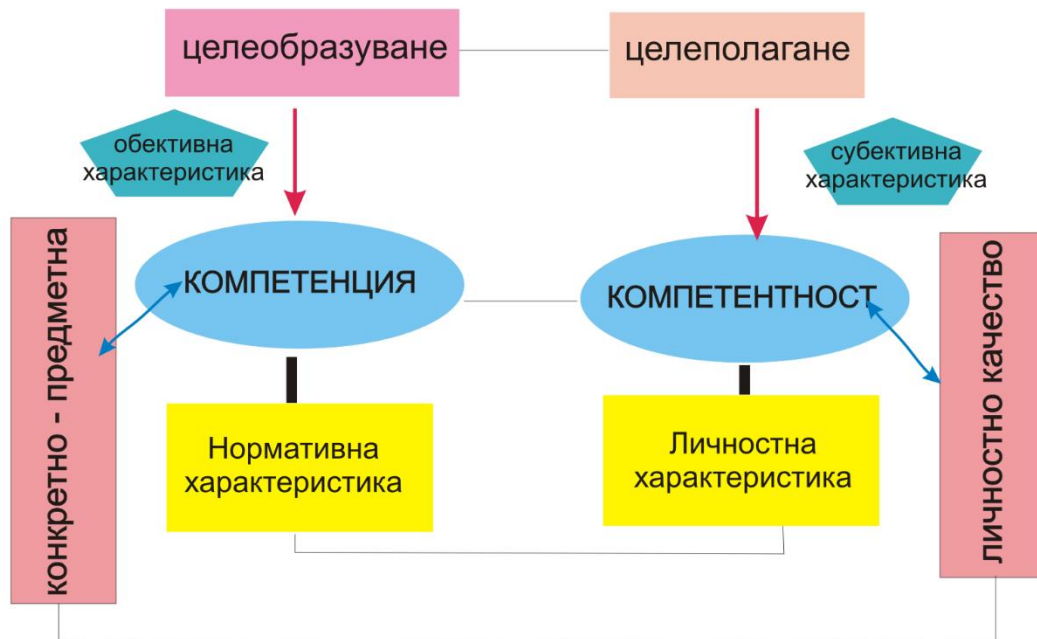 целеобразуване
целеполагане
обективна
характеристика
субективна
характеристика
конкретно - предметна
КОМПЕТЕНЦИЯ
КОМПЕТЕНТНОСТ
личностно качество
Нормативна
характеристика
Личностна
характеристика